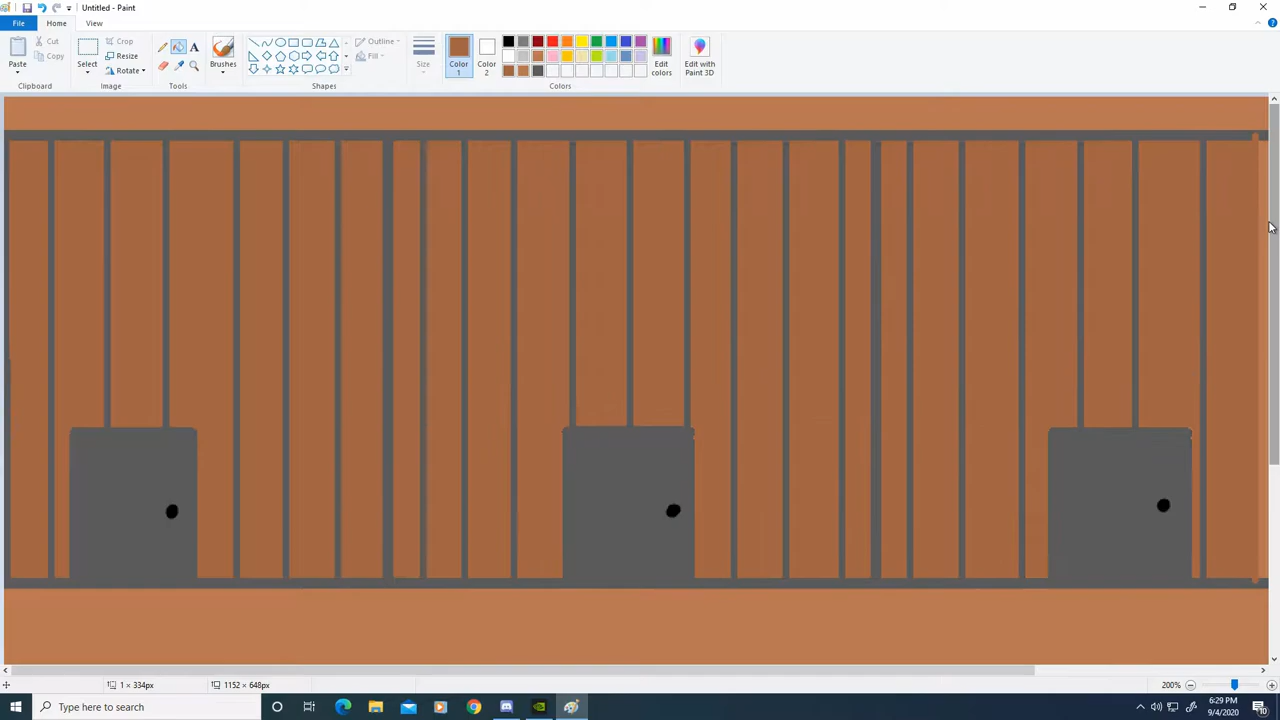 Untitled - Paint
File
Home
View
Paste
Cut
Copy
Clipboard
Select
Crop
Resize
Rotate
Image
A
Tools
Brushes
Outline
Fill
Shapes
Size
Color
1
Color
2
Edit
colors
Edit with
Paint 3D
Colors
1 × 334px
1152 × 648px
200%
Type here to search
6:29 PM
9/4/2020
10